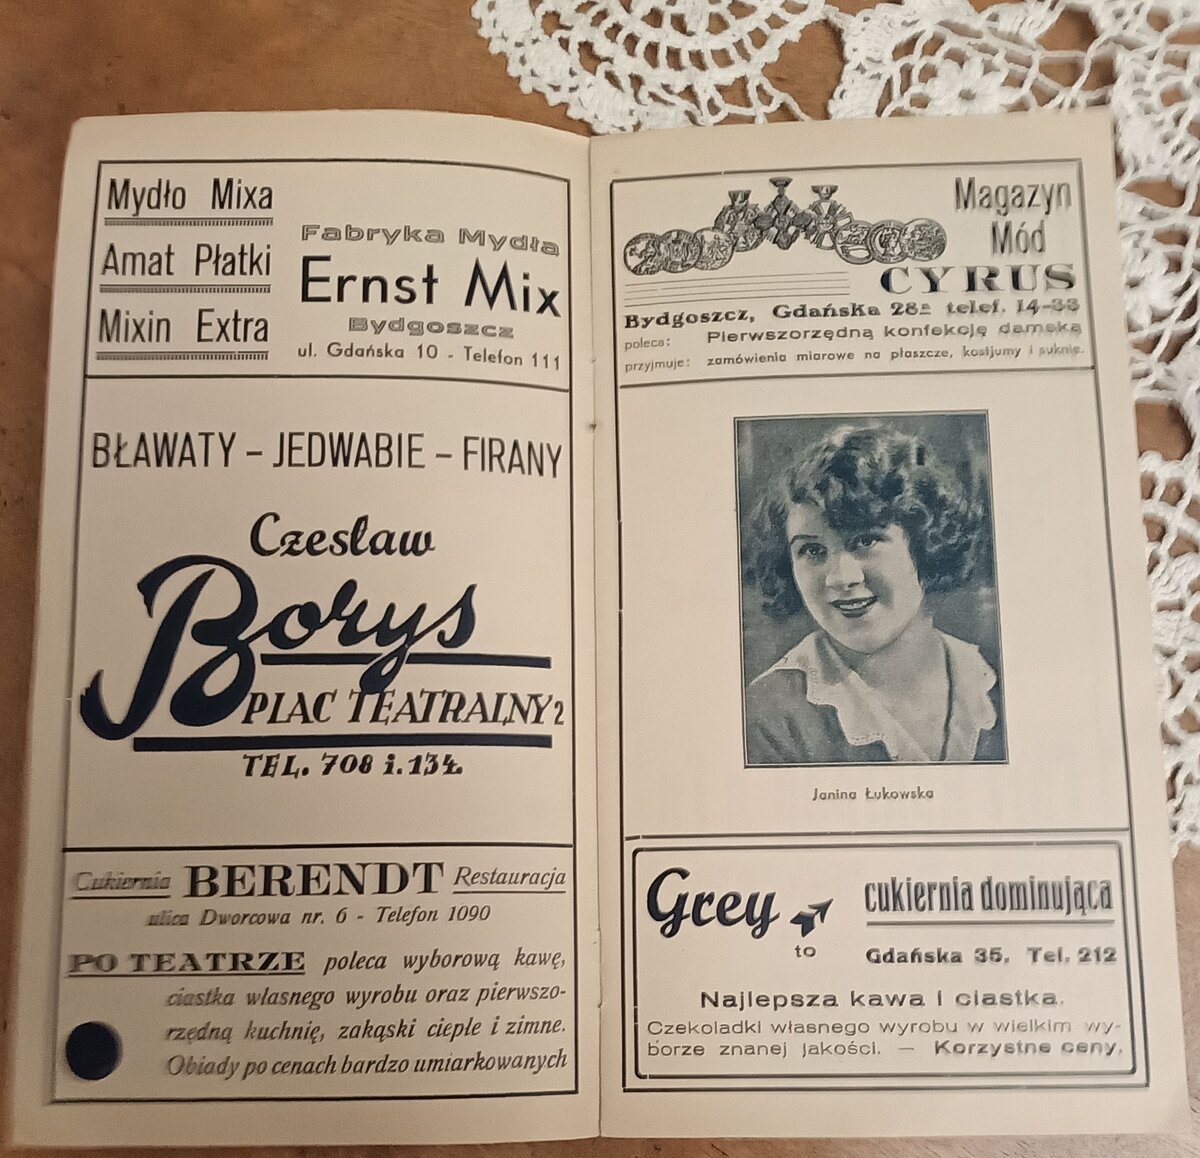 Mydło Mixa
Amat Płatki
Mixin Extra
Fabryka Mydła
Ernst Mix
Bydgoszcz
ul. Gdańska 10 - Telefon 111
BŁAWATY - JEDWABIE - FIRANY
Czesław
Borys
PLAC TEATRALNY 2
TEL. 708 i 134.
Cukiernia BERENDT Restauracja
ulica Dworcowa nr. 6 - Telefon 1090
PO TEATRZE poleca wyborową kawę,
ciastka własnego wyrobu oraz pierwszo-
rzędną kuchnię, zakąski ciepłe i zimne.
Obiady po cenach bardzo umiarkowanych
Magazyn
Mód
CYRUS
Bydgoszcz, Gdańska 28a telef. 14-33
poleca: Pierwszorzędną konfekcję damską
przyjmuje: zamówienia miarowe na płaszcze, kostjumy i suknie.
Janina Łukowska
Grey
to
cukiernia dominująca
Gdańska 35. Tel. 212
Najlepsza kawa i ciastka.
Czekoladki własnego wyrobu w wielkim wy-
borze znanej jakości. — Korzystne ceny.